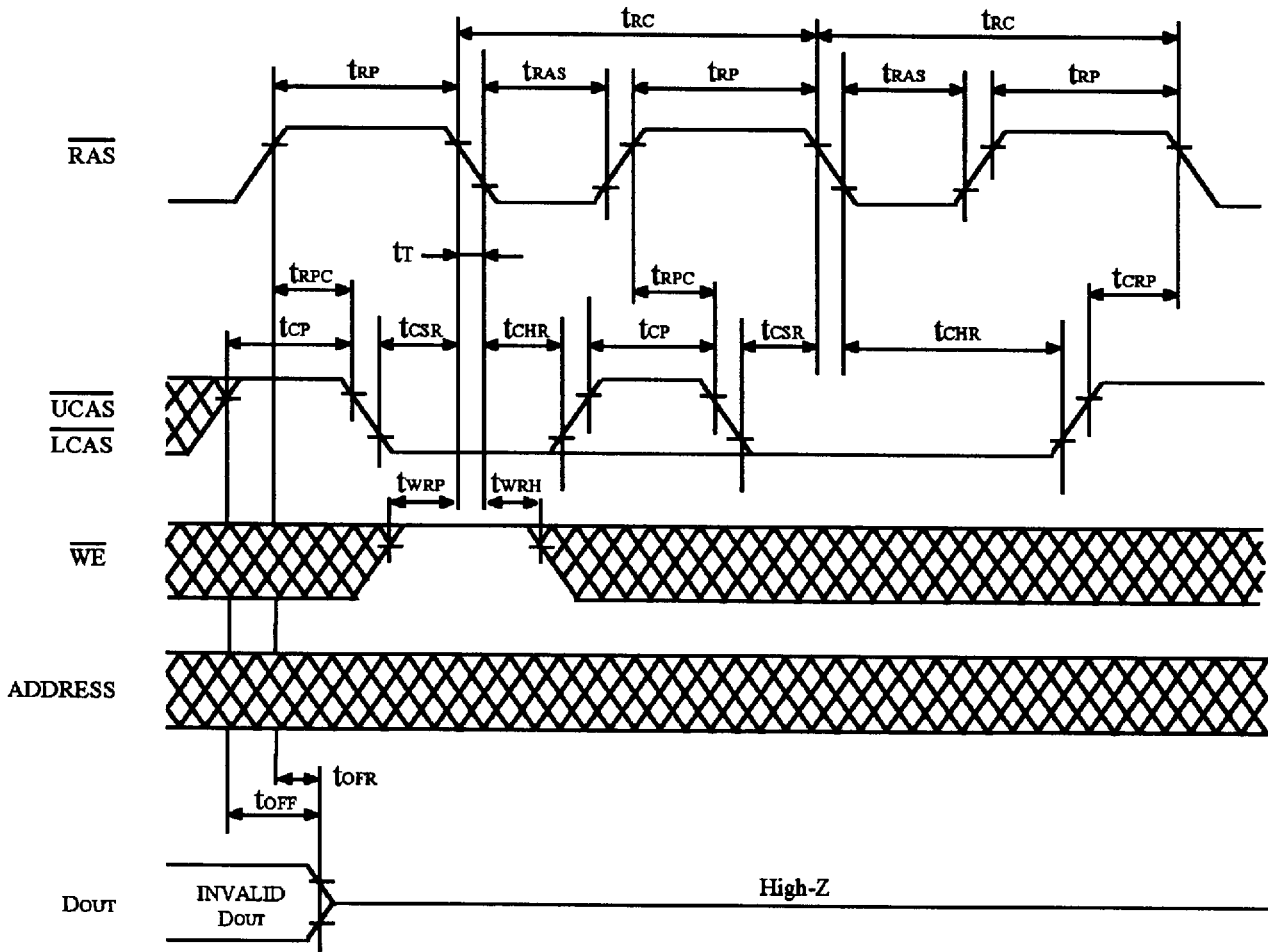 tRC tRC
tRP tRAS tRP tRAS tRP
RAS
tT
tRPC tRPC tCRP
tCP tCSR tCHR tCP tCSR tCHR
UCAS
LCAS
tWRP tWRH
WE
ADDRESS
tOFR
tOFF
INVALID
DOUT
High-Z
DOUT